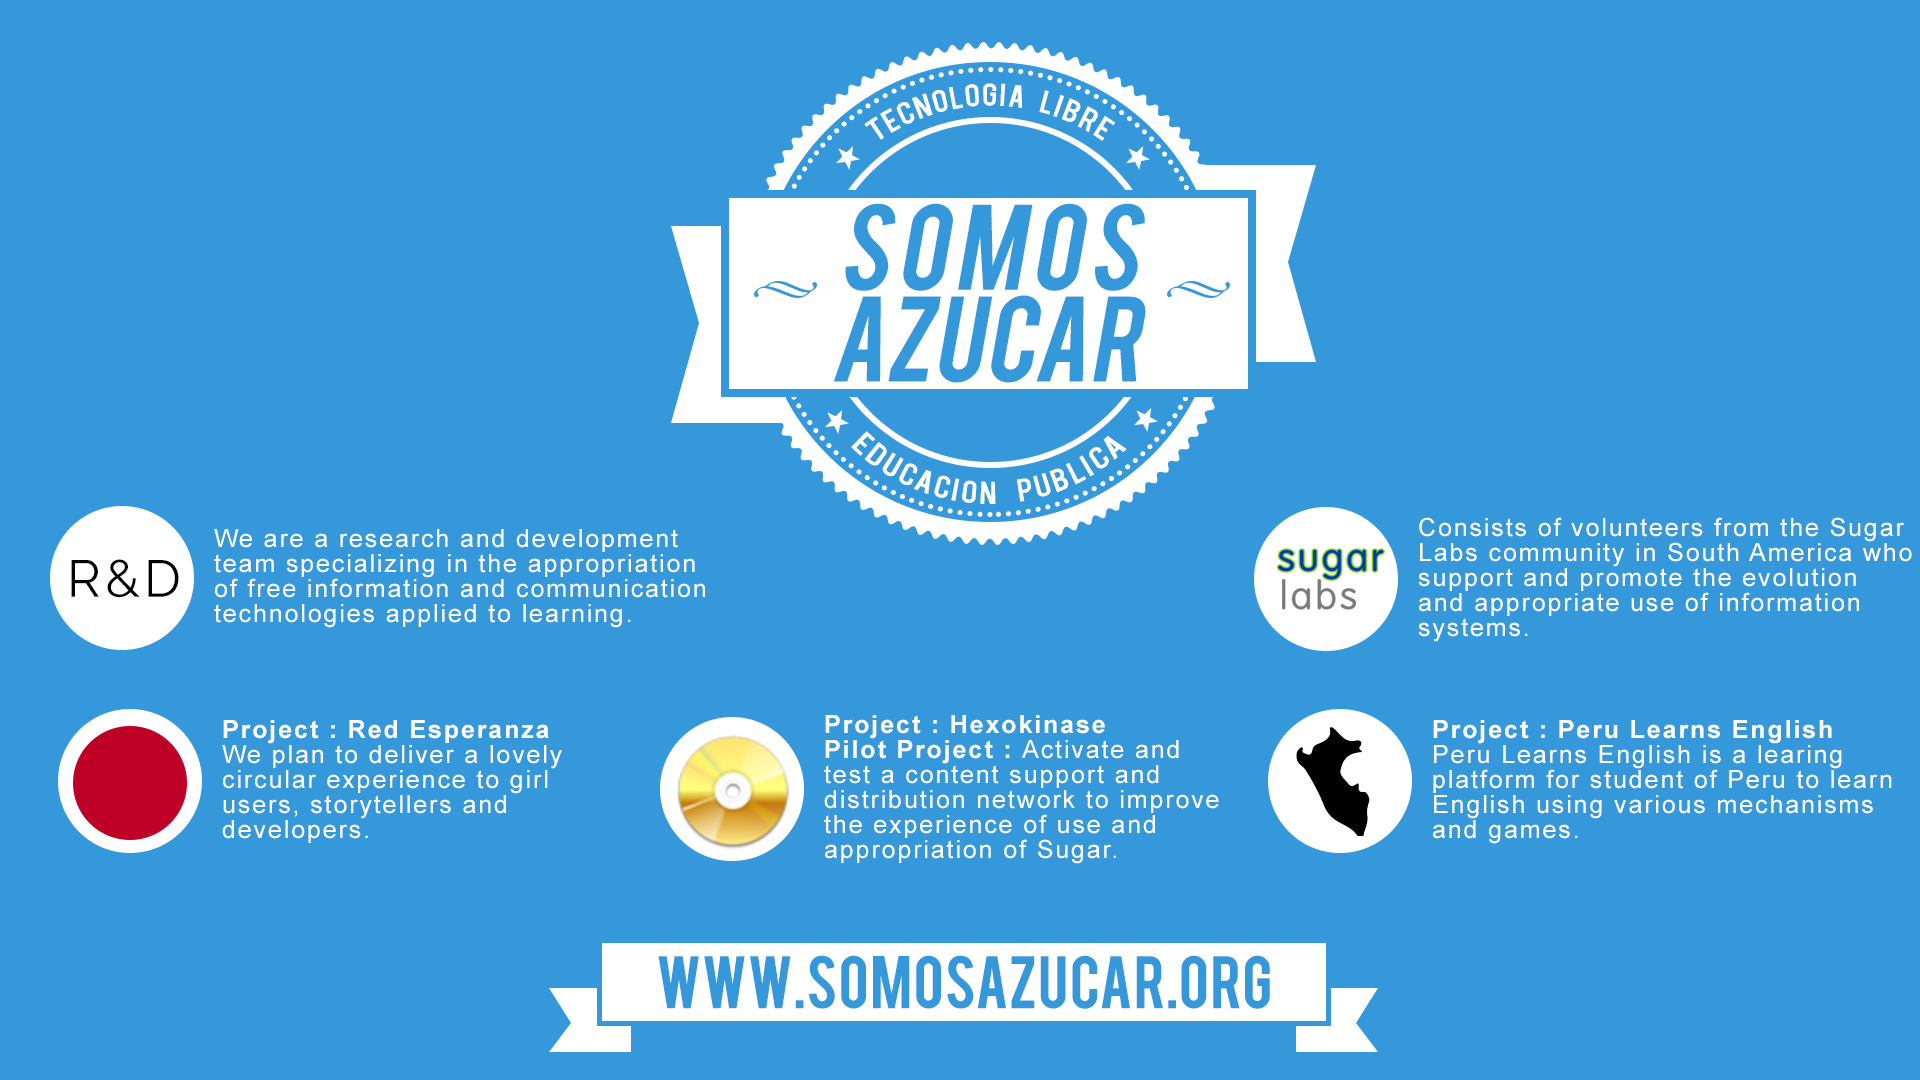 TECNOLOGIA LIBRE
SOMOS
AZUCAR
EDUCACION PUBLICA
R&D
We are a research and development
team specializing in the appropriation
of free information and communication
technologies applied to learning.
sugar
labs
Consists of volunteers from the Sugar
Labs community in South America who
support and promote the evolution
and appropriate use of information
systems.
Project : Red Esperanza
We plan to deliver a lovely
circular experience to girl
users, storytellers and
developers.
Project : Hexokinase
Pilot Project : Activate and
test a content support and
distribution network to improve
the experience of use and
appropriation of Sugar.
Project : Peru Learns English
Peru Learns English is a learing
platform for student of Peru to learn
English using various mechanisms
and games.
WWW.SOMOSAZUCAR.ORG